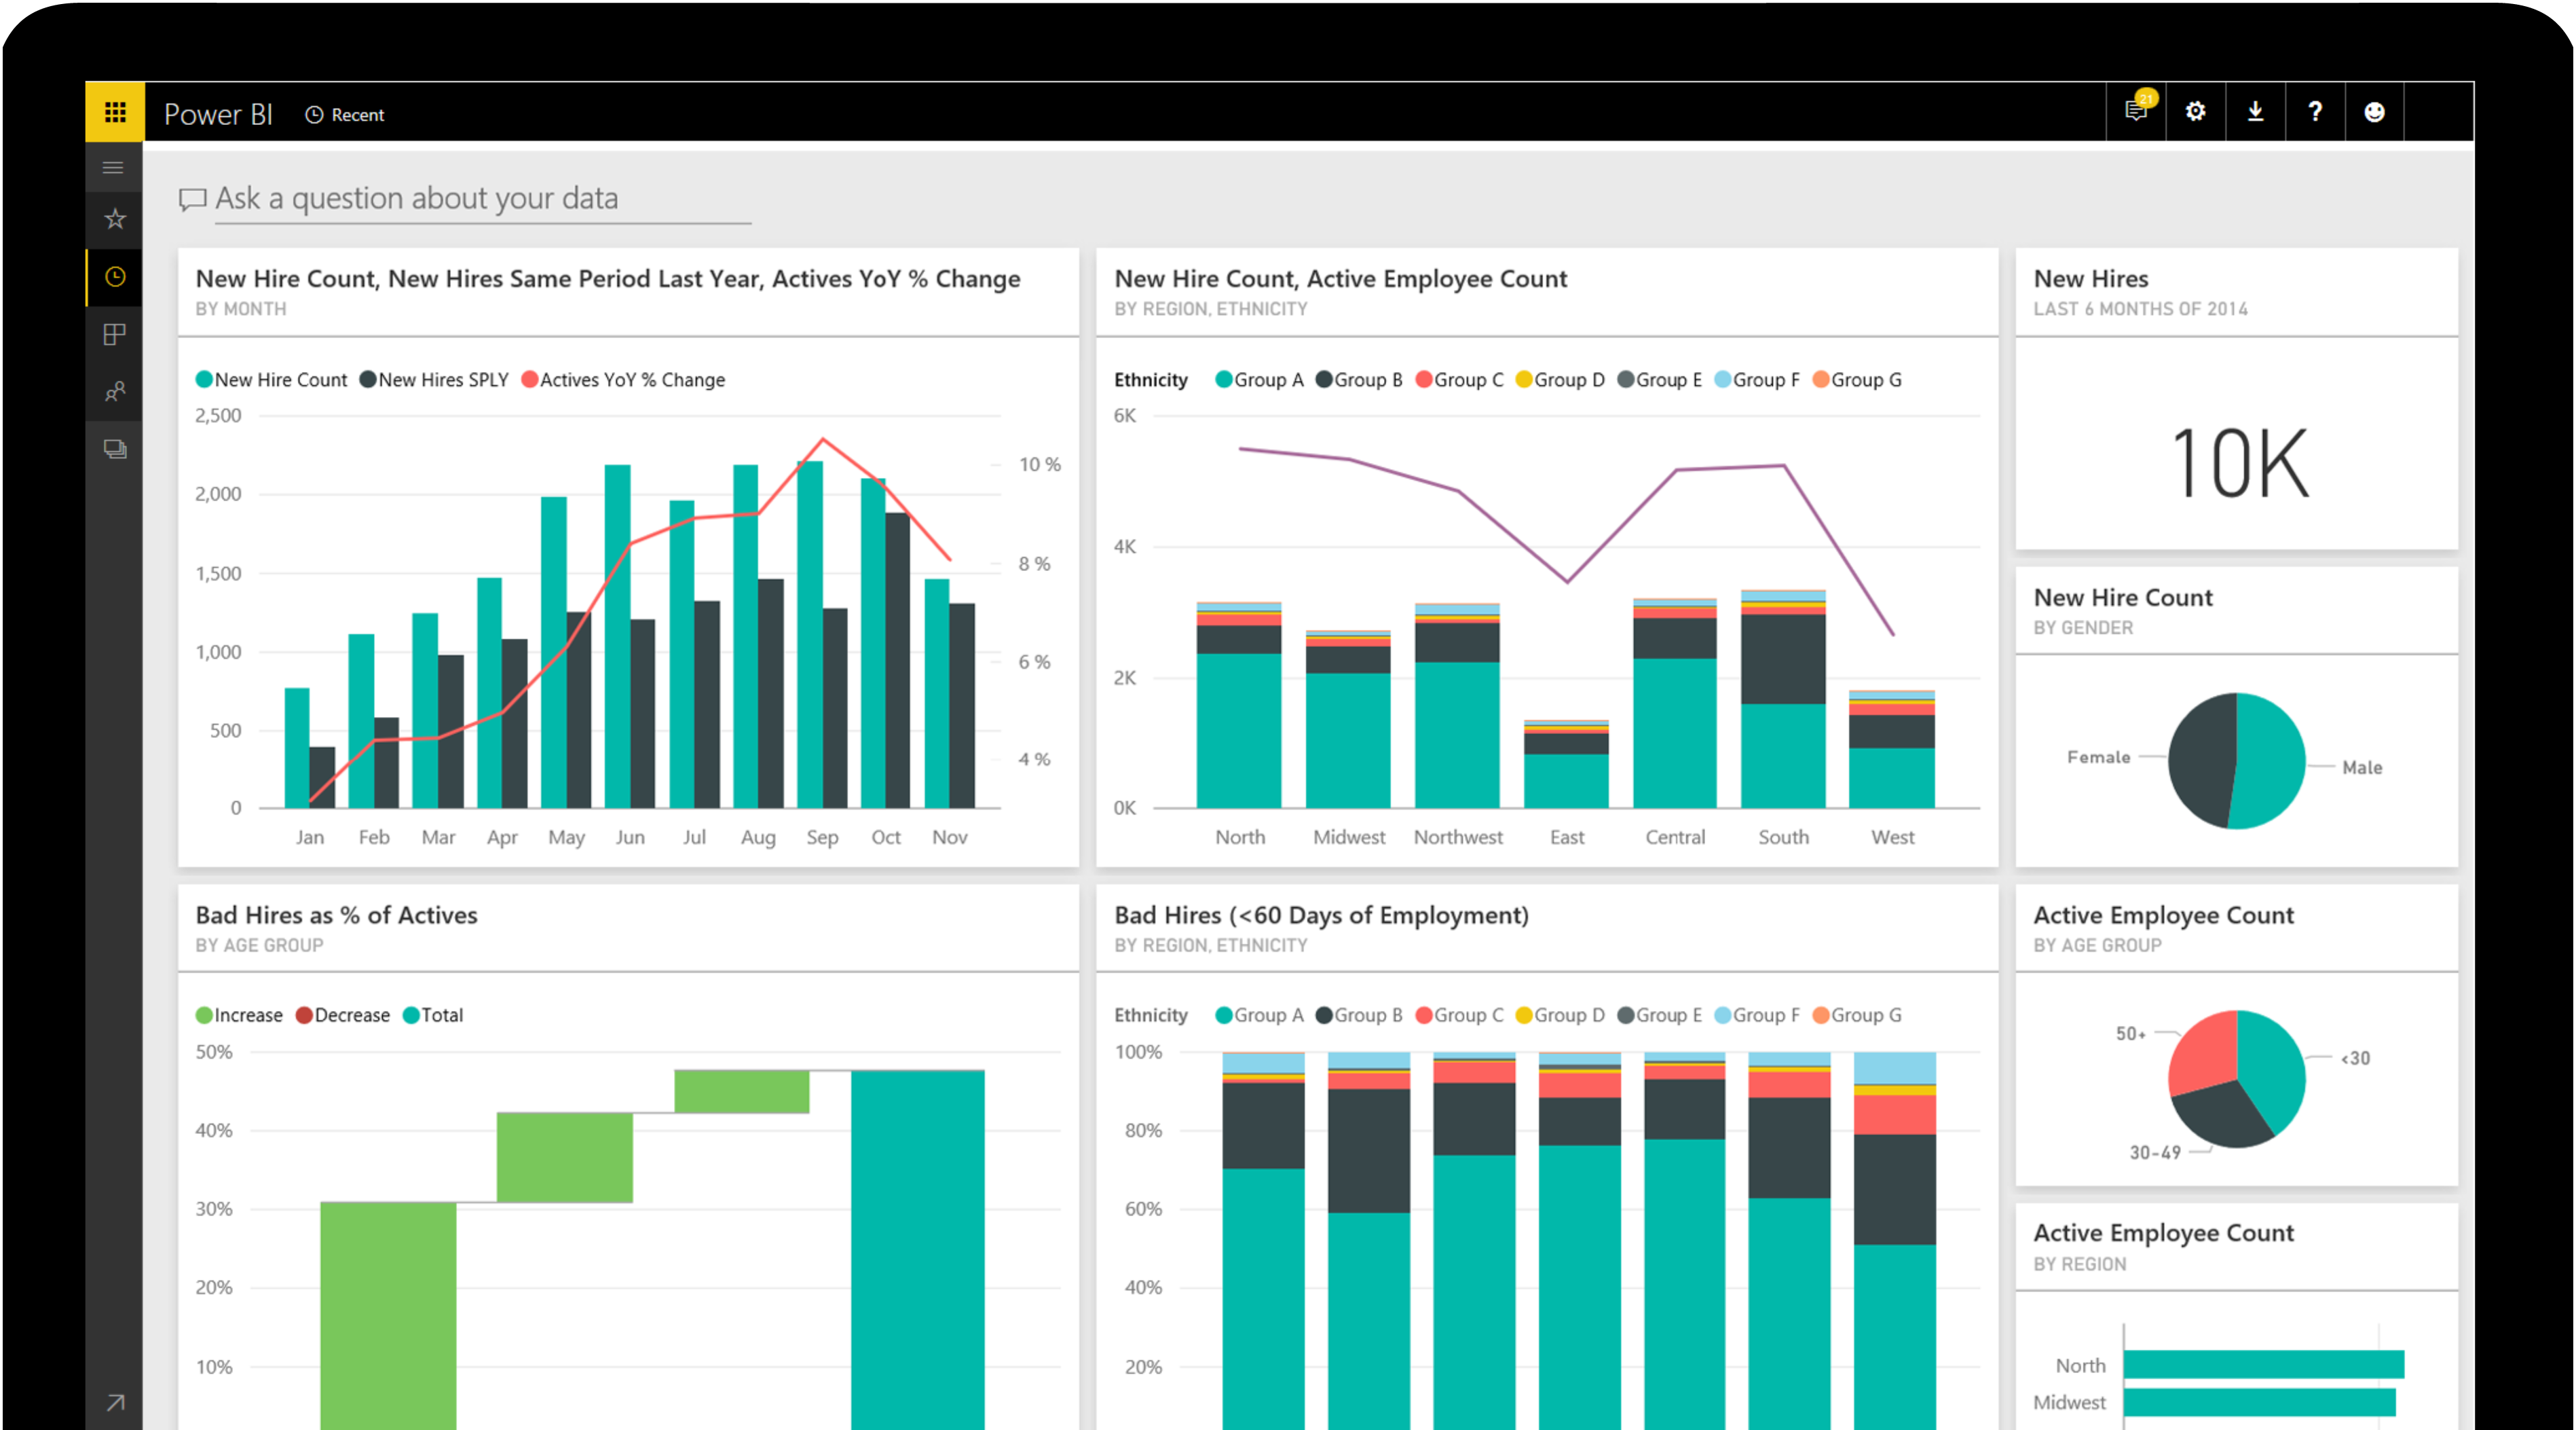 Power BI
Recent
21
?
Ask a question about your data
New Hire Count, New Hires Same Period Last Year, Actives YoY % Change
BY MONTH
New Hire Count New Hires SPLY Actives YoY % Change
2,500
2,000
1,500
1,000
500
0
10 %
8 %
6 %
4 %
Jan Feb Mar Apr May Jun Jul Aug Sep Oct Nov
New Hire Count, Active Employee Count
BY REGION, ETHNICITY
Ethnicity Group A Group B Group C Group D Group E Group F Group G
6K
4K
2K
0K
North Midwest Northwest East Central South West
New Hires
LAST 6 MONTHS OF 2014
10K
New Hire Count
BY GENDER
Female
Male
Bad Hires as % of Actives
BY AGE GROUP
Increase Decrease Total
50%
40%
30%
20%
10%
Bad Hires (<60 Days of Employment)
BY REGION, ETHNICITY
Ethnicity Group A Group B Group C Group D Group E Group F Group G
100%
80%
60%
40%
20%
Active Employee Count
BY AGE GROUP
50+
<30
30-49
Active Employee Count
BY REGION
North
Midwest